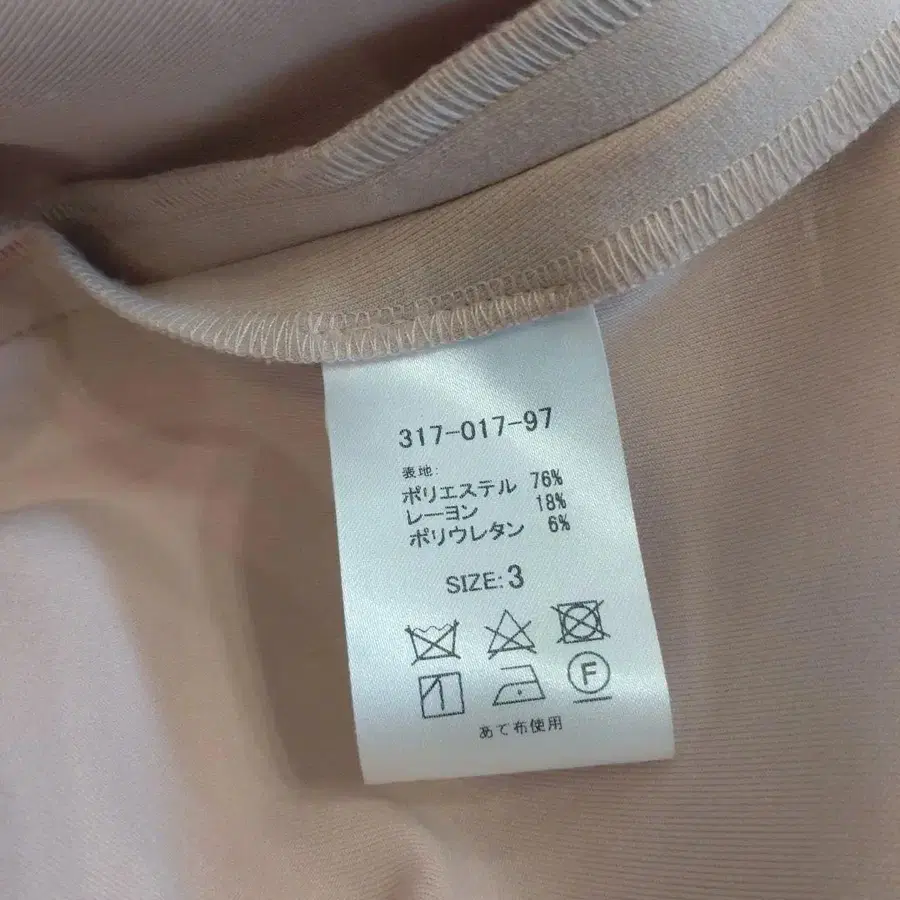 317-017-97
表地:
ポリエステル 76%
レーヨン 18%
ポリウレタン 6%
SIZE:3
F
あて布使用